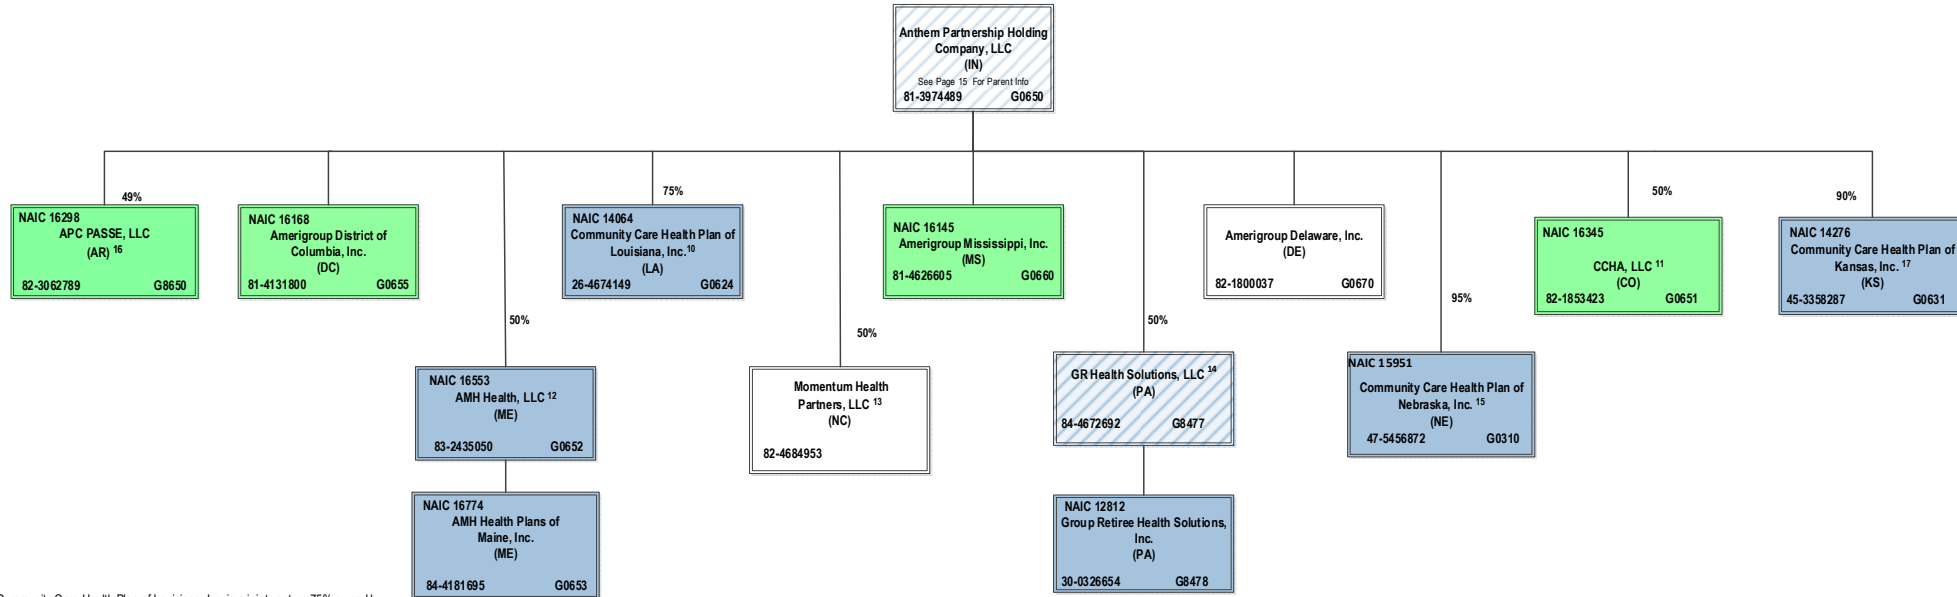 Anthem Partnership Holding
Company, LLC
(IN)
See Page 15 For Parent Info
81-3974489 G0650
49%
NAIC 16298
APC PASSE, LLC
(AR) 16
82-3062789 G8650
NAIC 16168
Amerigroup District of
Columbia, Inc.
(DC)
81-4131800 G0655
75%
NAIC 14064
Community Care Health Plan of
Louisiana, Inc.10
(LA)
26-4674149 G0624
NAIC 16145
Amerigroup Mississippi, Inc.
(MS)
81-4626605 G0660
Amerigroup Delaware, Inc.
(DE)
82-1800037 G0670
50%
NAIC 16345
CCHA, LLC 11
(CO)
82-1853423 G0651
90%
NAIC 14276
Community Care Health Plan of
Kansas, Inc. 17
(KS)
45-3358287 G0631
50%
NAIC 16553
AMH Health, LLC 12
(ME)
83-2435050 G0652
50%
Momentum Health
Partners, LLC 13
(NC)
82-4684953
50%
GR Health Solutions, LLC 14
(PA)
84-4672692 G8477
95%
NAIC 15951
Community Care Health Plan of
Nebraska, Inc. 15
(NE)
47-5456872 G0310
NAIC 16774
AMH Health Plans of
Maine, Inc.
(ME)
84-4181695 G0653
NAIC 12812
Group Retiree Health Solutions,
Inc.
(PA)
30-0326654 G8478